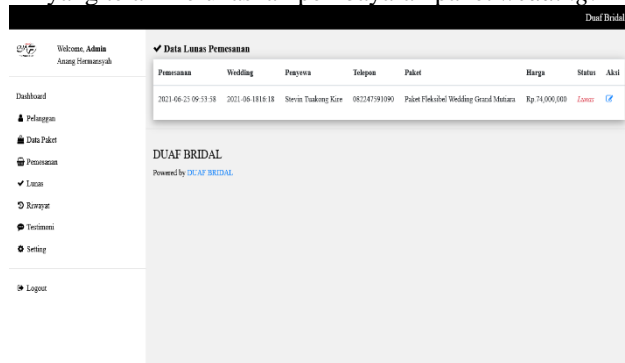 Duaf Bridal
Welcome, Admin
Anang Hermansyah
Dashboard
Pelanggan
Data Paket
Pemesanan
Lunas
Riwayat
Testimoni
Setting
Logout
Data Lunas Pemesanan
Pemesanan Wedding Penyewa Telepon Paket Harga Status Aksi
2021-06-25 09:53:58 2021-06-1816:18 Stevin Tuakong Kire 082247591090 Paket Fleksibel Wedding Grand Mutiara Rp.74,000,000 Lunas
DUAF BRIDAL
Powered by DUAF BRIDAL